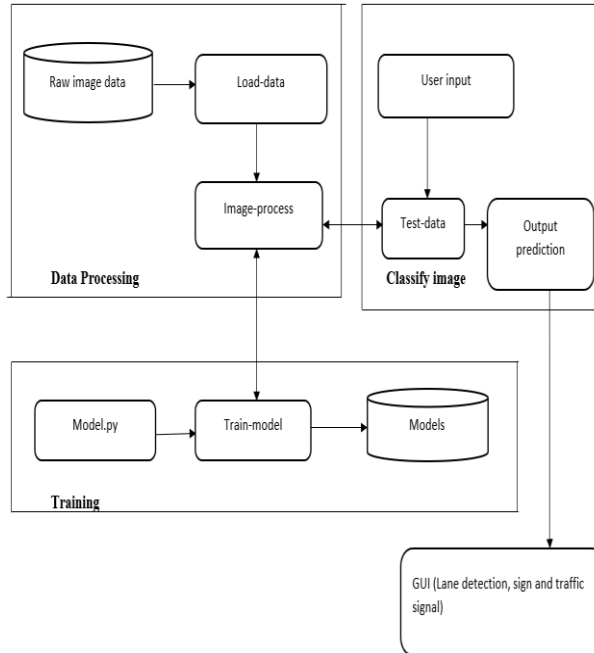 Raw image data
Load-data
Image-process
Data Processing
User input
Test-data
Output
prediction
Classify image
Model.py
Train-model
Models
Training
GUI (Lane detection, sign and traffic
signal)